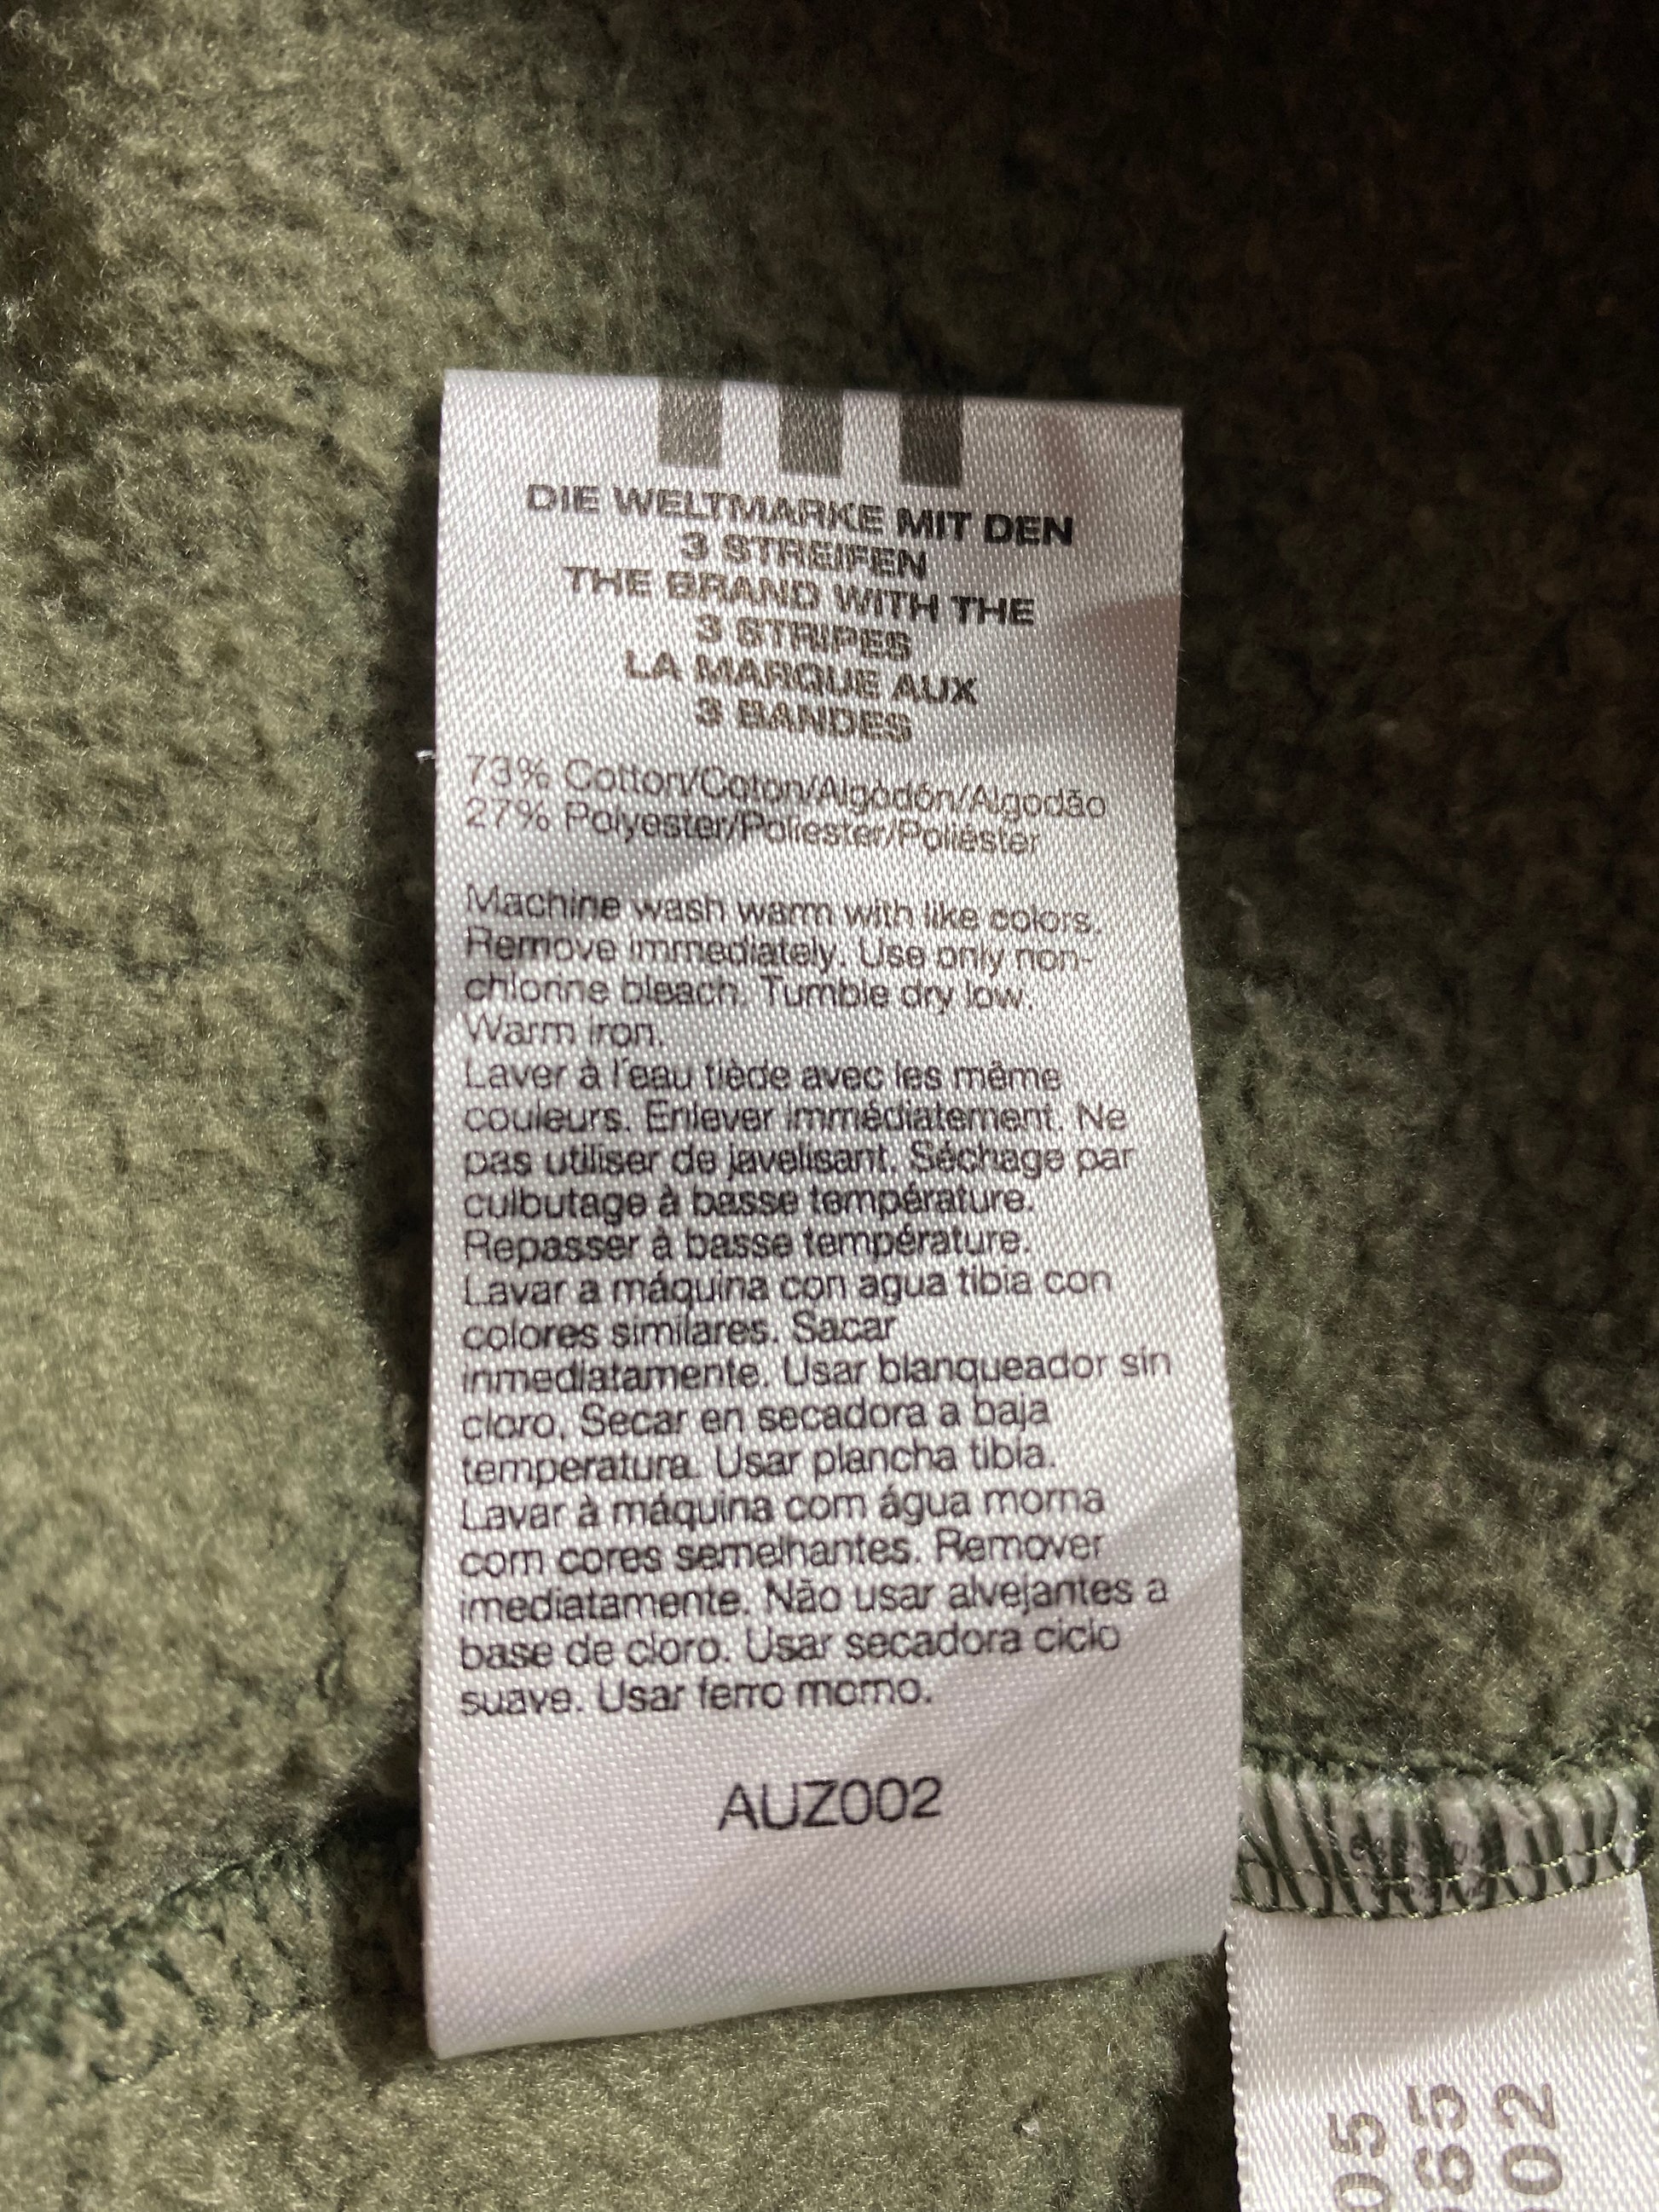 DIE WELTMARKE MIT DEN
3 STREIFEN
THE BRAND WITH THE
3 STRIPES
LA MARQUE AUX
3 BANDES
73% Cotton/Coton/Algodón/Algodão
27% Polyester/Poliester/Poliéster
Machine wash warm with like colors.
Remove immediately. Use only non-
chlorine bleach. Tumble dry low.
Warm iron.
Laver à l'eau tiède avec les même
couleurs. Enlever immédiatement. Ne
pas utiliser de javelisant. Séchage par
culbutage à basse température.
Repasser à basse température.
Lavar a máquina con agua tibia con
colores similares. Sacar
inmediatamente. Usar blanqueador sin
cloro. Secar en secadora a baja
temperatura. Usar plancha tibia.
Lavar à máquina com água morna
com cores semelhantes. Remover
imediatamente. Não usar alvejantes a
base de cloro. Usar secadora ciclo
suave. Usar ferro morno.
AUZ002
05
65
02